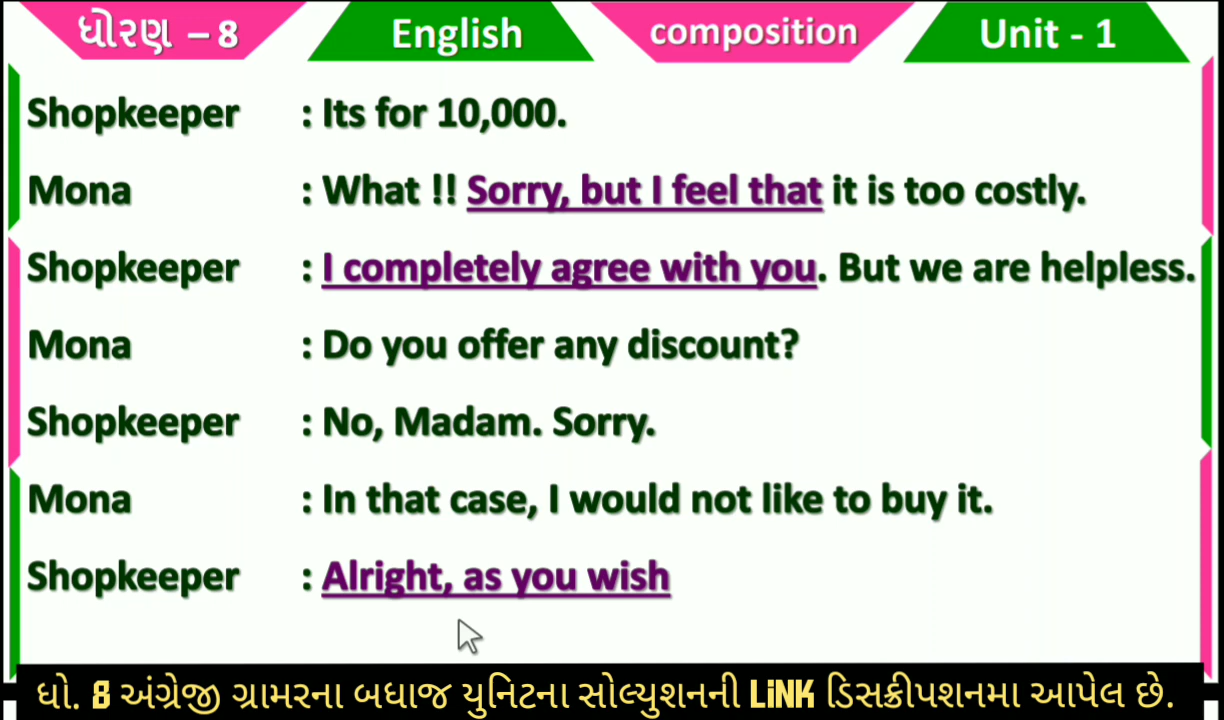 ધોરણ – 8 English composition Unit - 1
Shopkeeper : Its for 10,000.
Mona : What !! Sorry, but I feel that it is too costly.
Shopkeeper : I completely agree with you. But we are helpless.
Mona : Do you offer any discount?
Shopkeeper : No, Madam. Sorry.
Mona : In that case, I would not like to buy it.
Shopkeeper : Alright, as you wish
ધો. 8 અંગ્રેજી ગ્રામરના બધાજ યુનિટના સોલ્યુશનની LiNK ડિસક્રીપશનમા આપેલ છે.